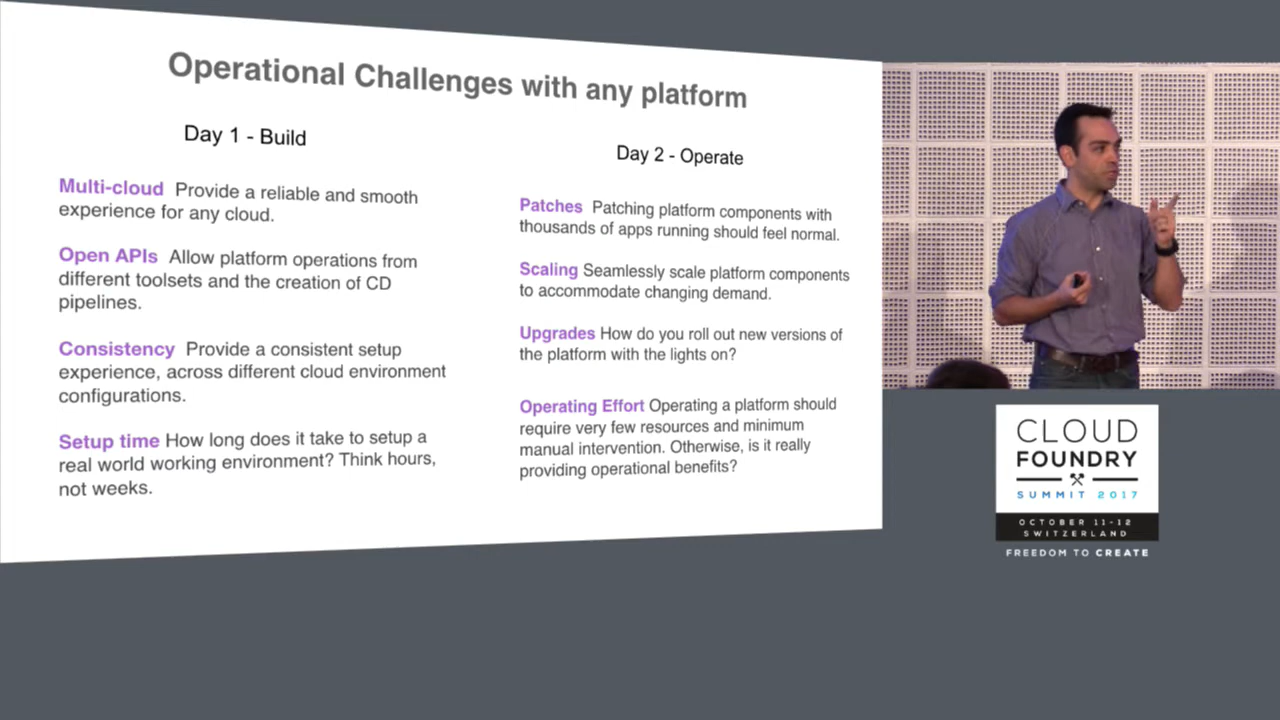 Operational Challenges with any platform
Day 1 - Build
Multi-cloud Provide a reliable and smooth
experience for any cloud.
Open APIs Allow platform operations from
different toolsets and the creation of CD
pipelines.
Consistency Provide a consistent setup
experience, across different cloud environment
configurations.
Setup time How long does it take to setup a
real world working environment? Think hours,
not weeks.
Day 2 - Operate
Patches Patching platform components with
thousands of apps running should feel normal.
Scaling Seamlessly scale platform components
to accommodate changing demand.
Upgrades How do you roll out new versions of
the platform with the lights on?
Operating Effort Operating a platform should
require very few resources and minimum
manual intervention. Otherwise, is it really
providing operational benefits?
CLOUD
FOUNDRY
SUMMIT 2017
OCTOBER 11-12
SWITZERLAND
FREEDOM TO CREATE